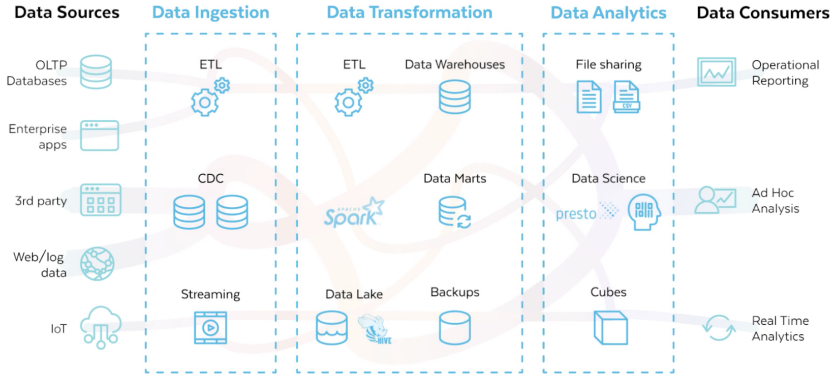 Data Sources
Data Ingestion
Data Transformation
Data Analytics
Data Consumers
OLTP
Databases
Enterprise
apps
3rd party
Web/log
data
IoT
ETL
CDC
Streaming
ETL
Data Warehouses
APACHE
Spark
Data Marts
Data Lake
HIVE
Backups
File sharing
CSV
Data Science
presto
Cubes
Operational
Reporting
Ad Hoc
Analysis
Real Time
Analytics